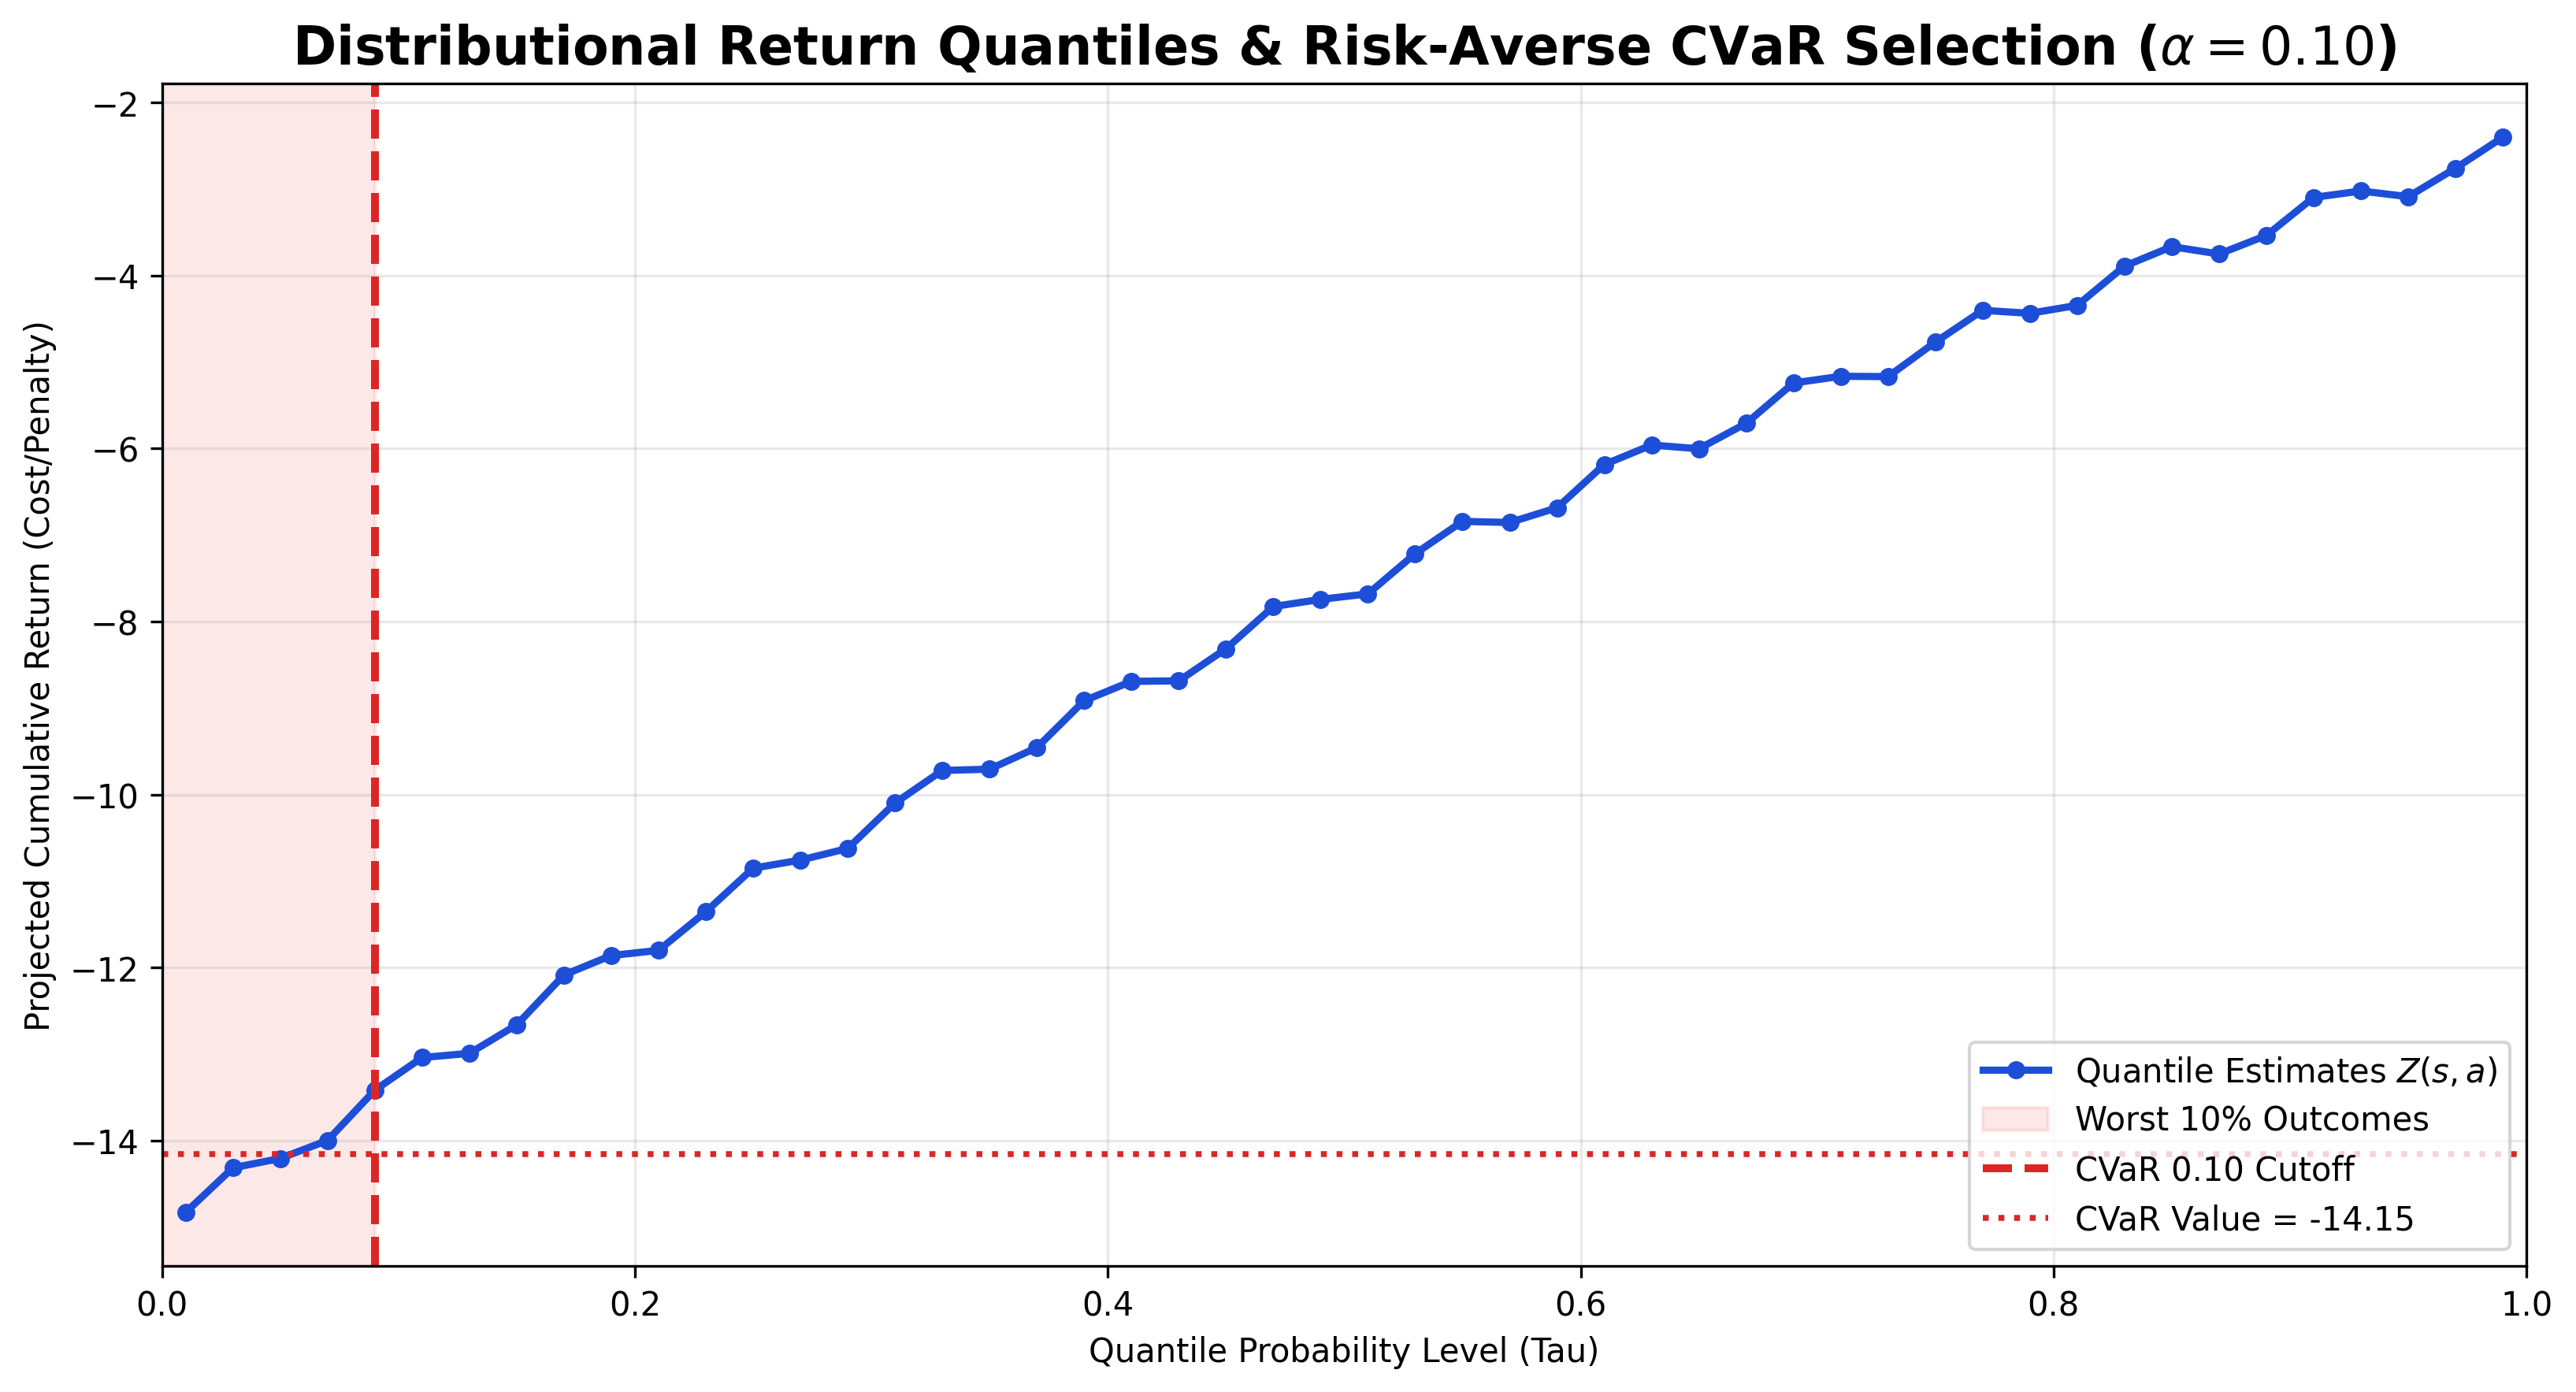 Distributional Return Quantiles & Risk-Averse CVaR Selection (α = 0.10)
Projected Cumulative Return (Cost/Penalty)
−2
−4
−6
−8
−10
−12
−14
0.0
0.2
0.4
0.6
0.8
1.0
Quantile Probability Level (Tau)
Quantile Estimates Z(s, a)
Worst 10% Outcomes
CVaR 0.10 Cutoff
CVaR Value = -14.15